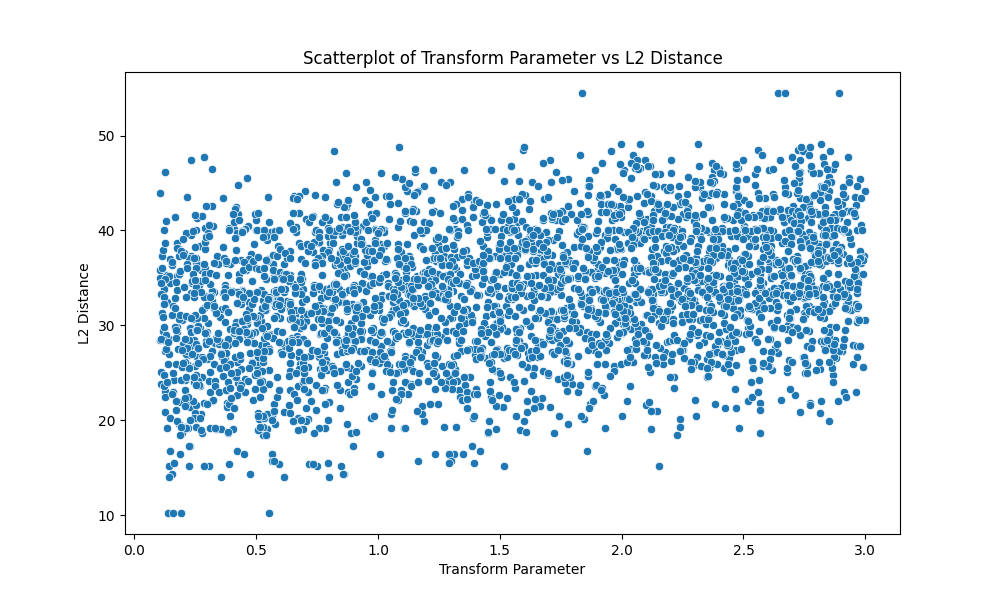 Scatterplot of Transform Parameter vs L2 Distance
L2 Distance
50
40
30
20
10
0.0 0.5 1.0 1.5 2.0 2.5 3.0
Transform Parameter